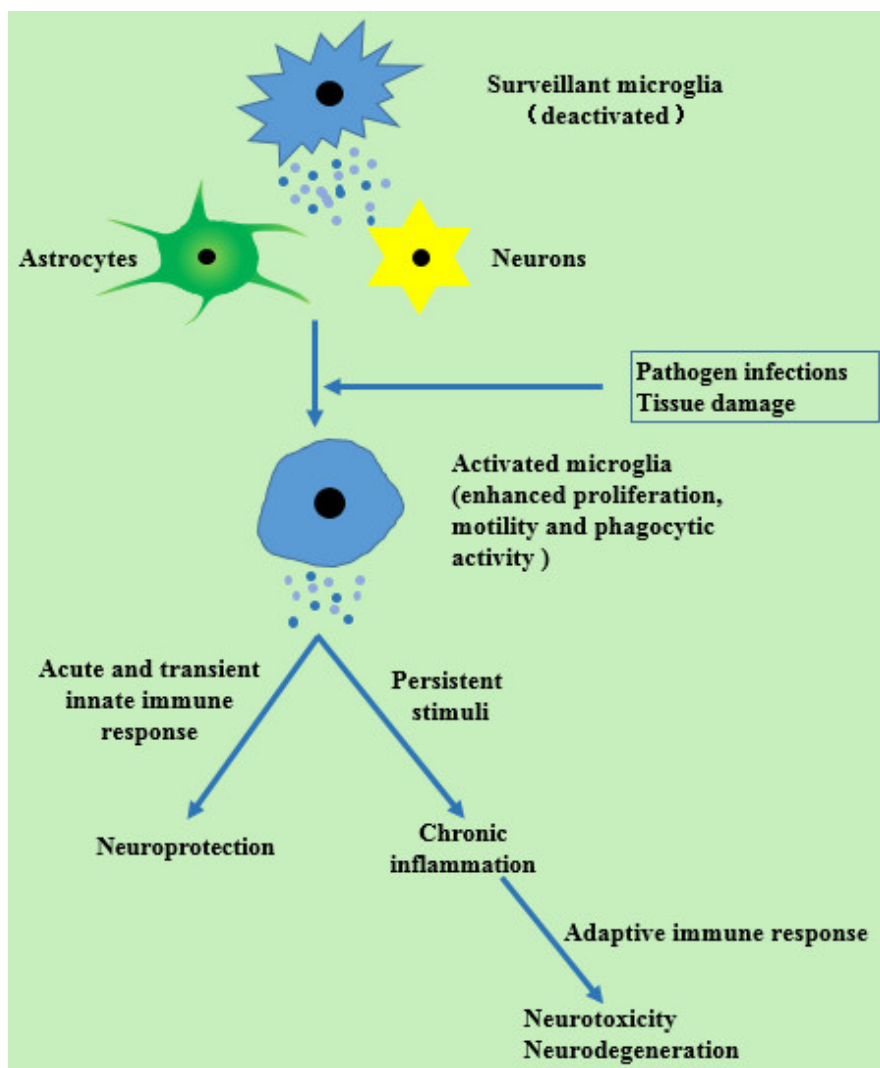 Surveillant microglia
(deactivated)
Astrocytes
Neurons
Pathogen infections
Tissue damage
Activated microglia
(enhanced proliferation,
motility and phagocytic
activity )
Acute and transient
innate immune
response
Persistent
stimuli
Neuroprotection
Chronic
inflammation
Adaptive immune response
Neurotoxicity
Neurodegeneration